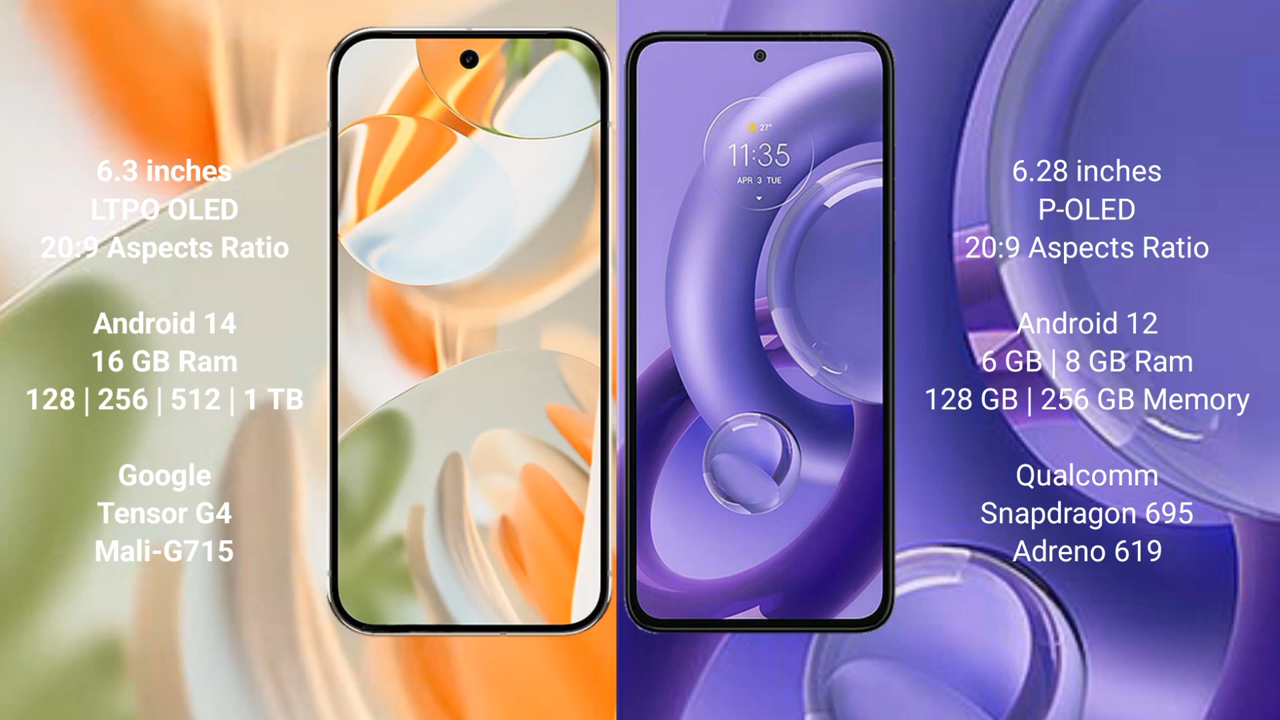 6.3 inches
LTPO OLED
20:9 Aspects Ratio
Android 14
16 GB Ram
128 | 256 | 512 | 1 TB
Google
Tensor G4
Mali-G715
27°
11:35
APR 3 TUE
6.28 inches
P-OLED
20:9 Aspects Ratio
Android 12
6 GB | 8 GB Ram
128 GB | 256 GB Memory
Qualcomm
Snapdragon 695
Adreno 619